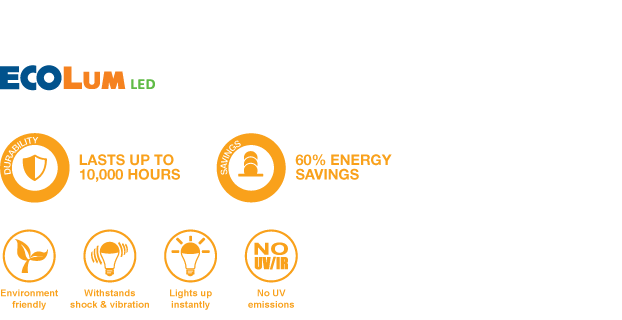 ECOLUM LED
DURABILITY
LASTS UP TO
10,000 HOURS
SAVINGS
60% ENERGY
SAVINGS
Environment
friendly
Withstands
shock & vibration
Lights up
instantly
NO
UV/IR
No UV
emissions